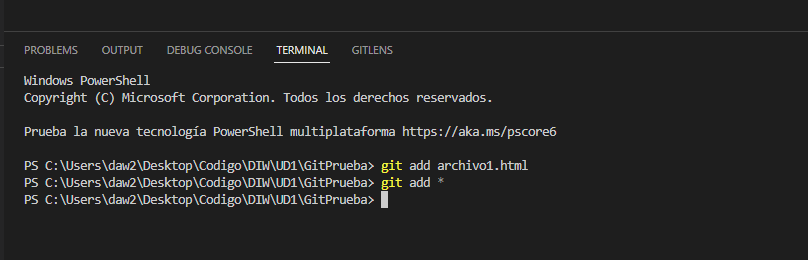 PROBLEMS OUTPUT DEBUG CONSOLE TERMINAL GITLENS
Windows PowerShell
Copyright (C) Microsoft Corporation. Todos los derechos reservados.
Prueba la nueva tecnología PowerShell multiplataforma https://aka.ms/pscore6
PS C:\Users\daw2\Desktop\Codigo\DIW\UD1\GitPrueba> git add archivo1.html
PS C:\Users\daw2\Desktop\Codigo\DIW\UD1\GitPrueba> git add *
PS C:\Users\daw2\Desktop\Codigo\DIW\UD1\GitPrueba>